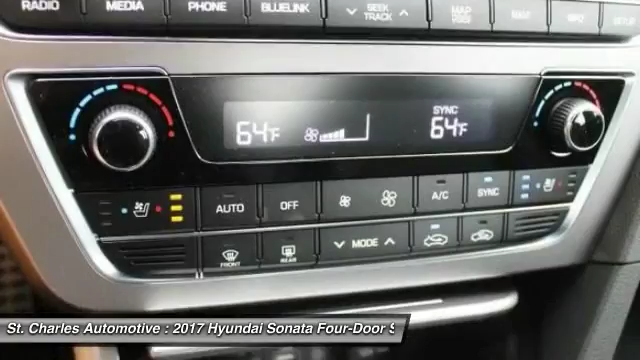 RADIO MEDIA PHONE BLUELINK SEEK TRACK MAP
64°F SYNC 64°F
AUTO OFF A/C SYNC
FRONT REAR MODE
St. Charles Automotive : 2017 Hyundai Sonata Four-Door S